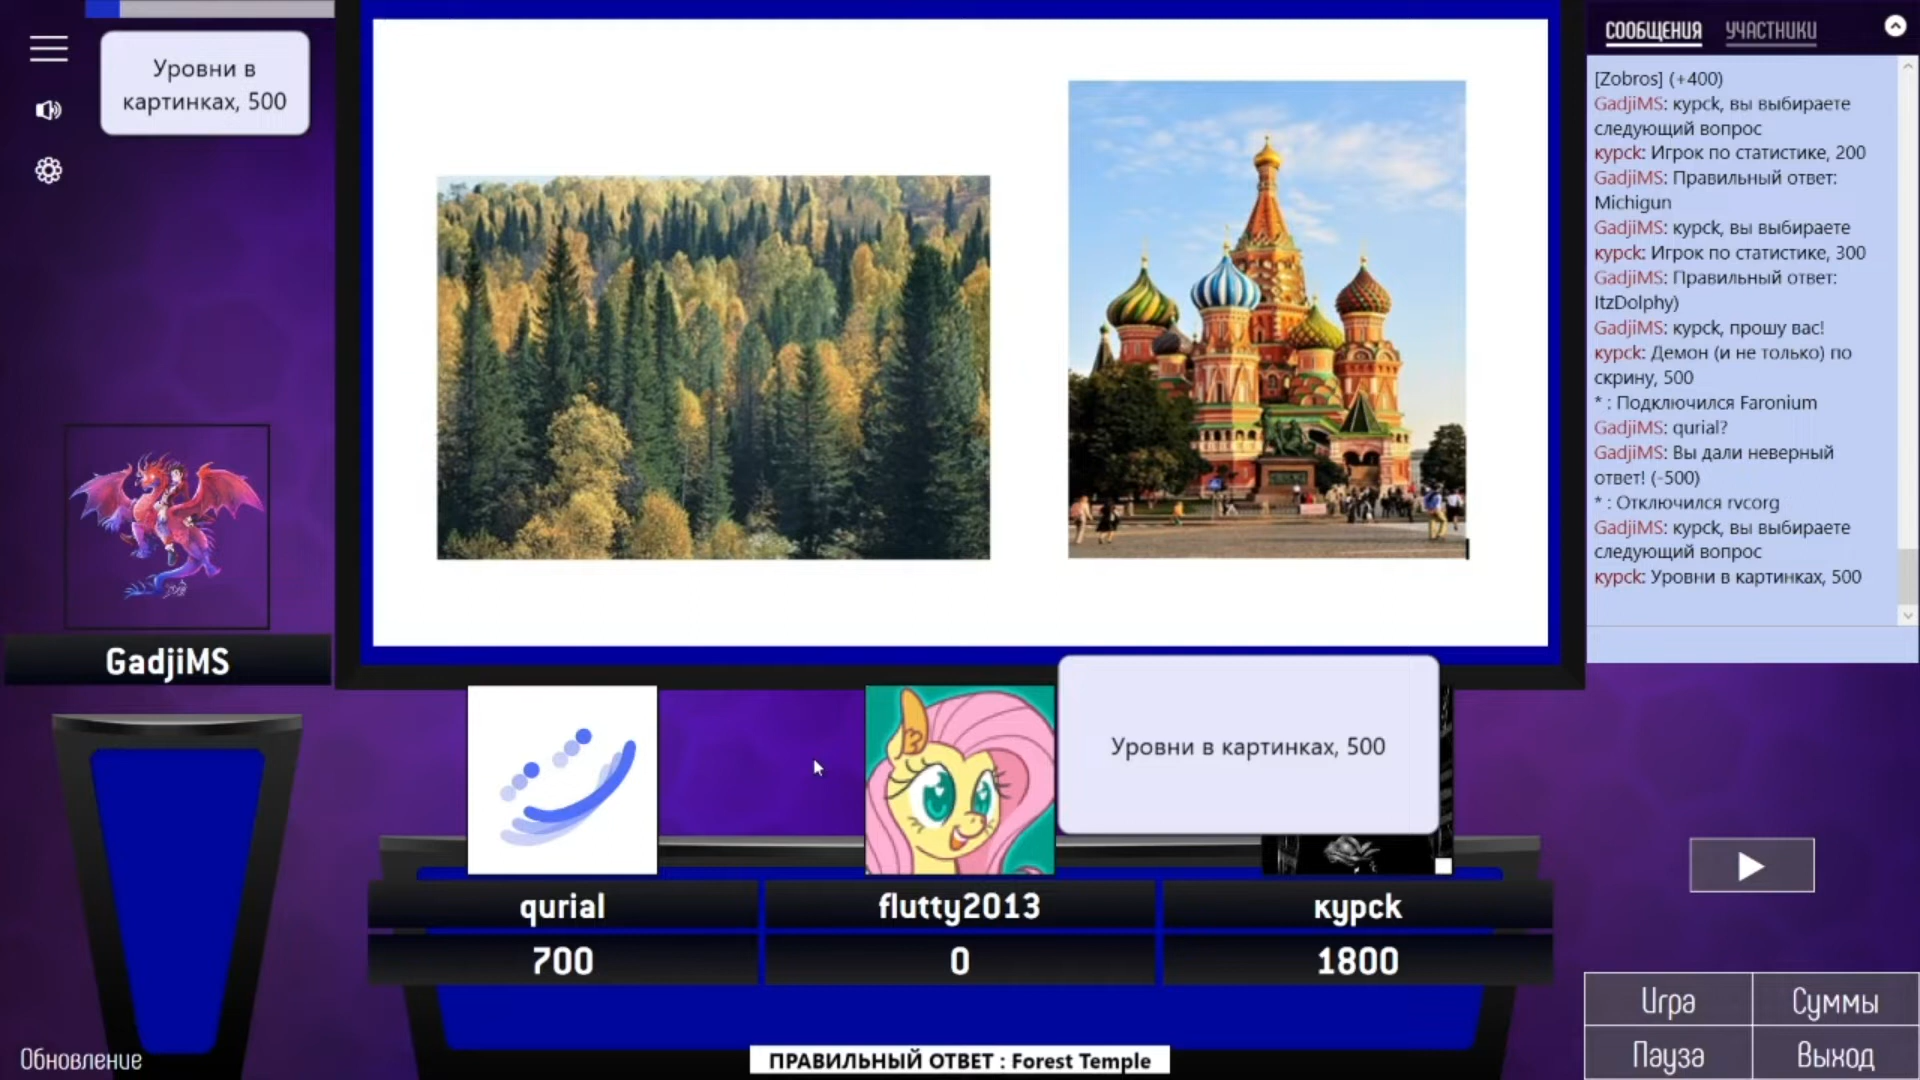 Уровни в
картинках, 500
GadjiMS
Обновление
Уровни в картинках, 500
qurial
flutty2013
курск
700
0
1800
ПРАВИЛЬНЫЙ ОТВЕТ : Forest Temple
СООБЩЕНИЯ УЧАСТНИКИ
[Zobros] (+400)
GadjiMS: курск, вы выбираете
следующий вопрос
курск: Игрок по статистике, 200
GadjiMS: Правильный ответ:
Michigun
GadjiMS: курск, вы выбираете
курск: Игрок по статистике, 300
GadjiMS: Правильный ответ:
ItzDolphy)
GadjiMS: курск, прошу вас!
курск: Демон (и не только) по
скрину, 500
* : Подключился Faronium
GadjiMS: qurial?
GadjiMS: Вы дали неверный
ответ! (-500)
* : Отключился rvcorg
GadjiMS: курск, вы выбираете
следующий вопрос
курск: Уровни в картинках, 500
Игра
Суммы
Пауза
Выход